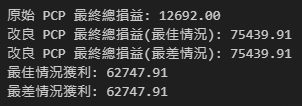 原始 PCP 最終總損益: 12692.00
改良 PCP 最終總損益(最佳情況): 75439.91
改良 PCP 最終總損益(最差情況): 75439.91
最佳情況獲利: 62747.91
最差情況獲利: 62747.91